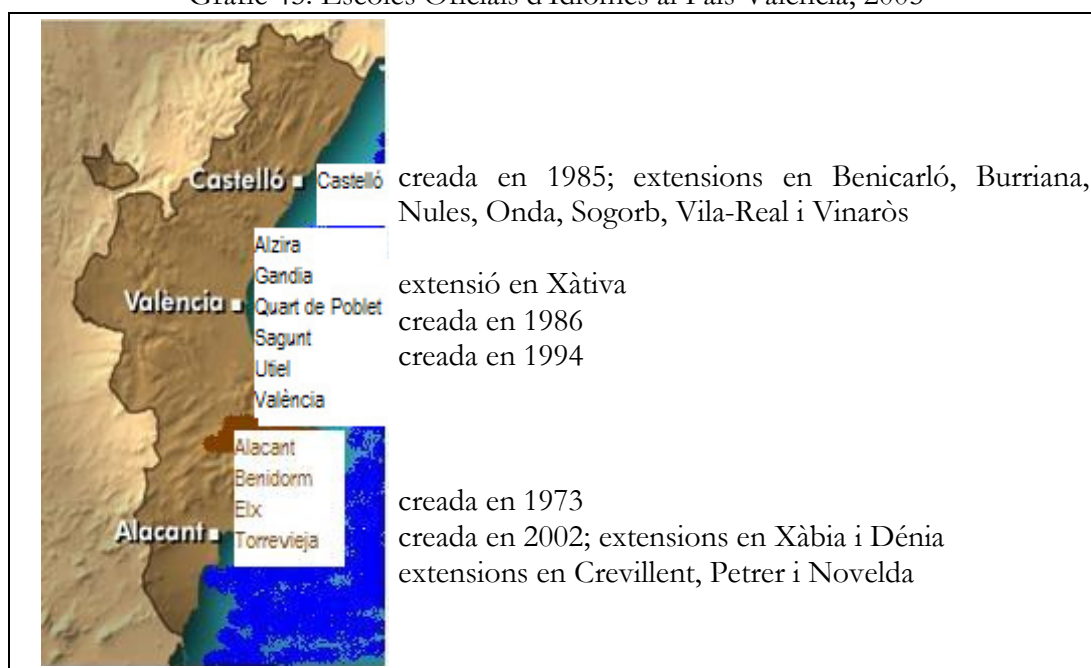 Gràfic 43. Escoles Oficials d'Idiomes al País Valencià, 2003
Castelló
Castelló
creada en 1985; extensions en Benicarló, Burriana,
Nules, Onda, Sogorb, Vila-Real i Vinaròs
Alzira
Gandia
extensió en Xàtiva
València
Quart de Poblet
creada en 1986
Sagunt
creada en 1994
Utiel
València
Alacant
Benidorm
Elx
creada en 1973
Alacant
Torrevieja
creada en 2002; extensions en Xàbia i Dénia
extensions en Crevillent, Petrer i Novelda